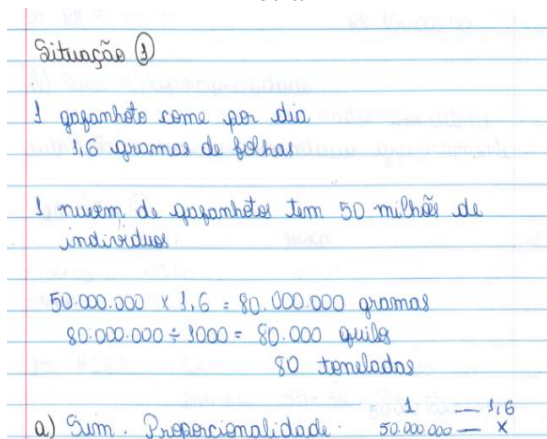 Situação ①
1 gafanhoto come por dia
1,6 gramas de folhas
1 nuvem de gafanhotos tem 50 milhões de
indivíduos
50.000.000 x 1,6 = 80.000.000 gramas
80.000.000 ÷ 1000 = 80.000 quilos
80 toneladas
a) Sim. Proporcionalidade. 1 — 1,6
50.000.000 — x